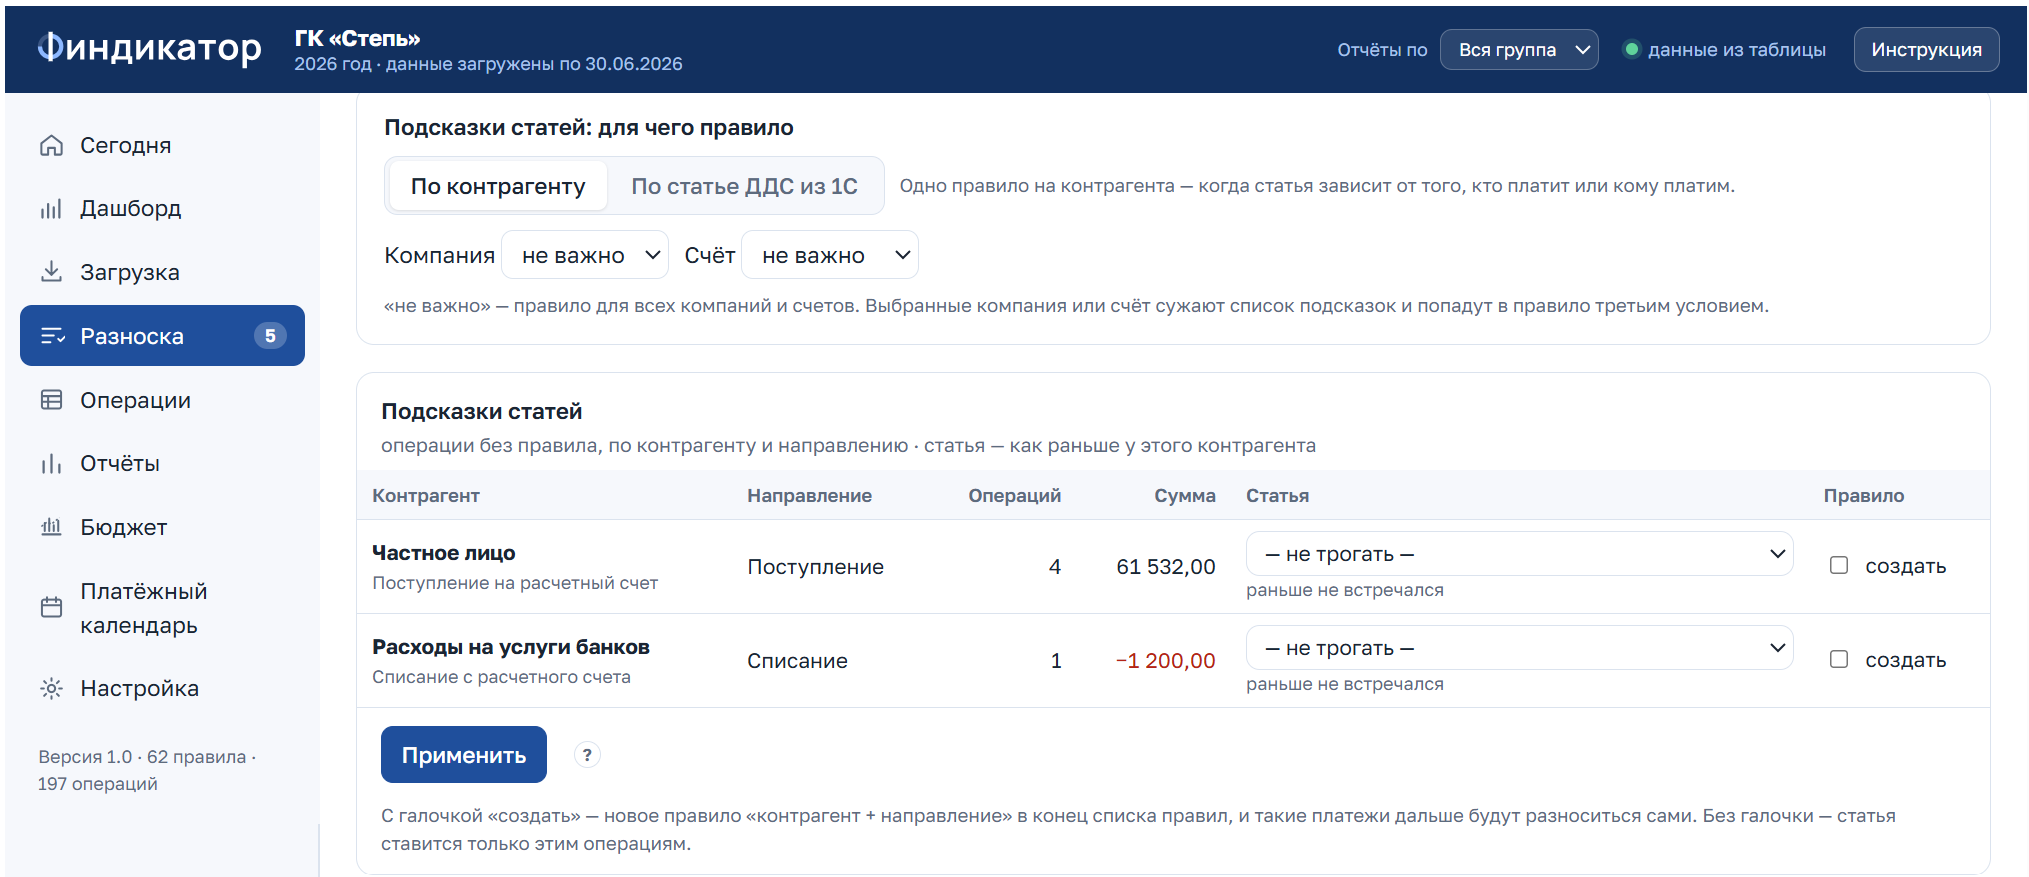 Финдикатор
ГК «Степь»
2026 год · данные загружены по 30.06.2026
Отчёты по
Вся группа
данные из таблицы
Инструкция
Сегодня
Дашборд
Загрузка
Разноска
5
Операции
Отчёты
Бюджет
Платёжный
календарь
Настройка
Версия 1.0 · 62 правила ·
197 операций
Подсказки статей: для чего правило
По контрагенту
По статье ДДС из 1С
Одно правило на контрагента — когда статья зависит от того, кто платит или кому платим.
Компания
не важно
Счёт
не важно
«не важно» — правило для всех компаний и счетов. Выбранные компания или счёт сужают список подсказок и попадут в правило третьим условием.
Подсказки статей
операции без правила, по контрагенту и направлению · статья — как раньше у этого контрагента
Контрагент Направление Операций Сумма Статья Правило
Частное лицо
Поступление на расчетный счет
Поступление
4
61 532,00
— не трогать —
раньше не встречался
создать
Расходы на услуги банков
Списание с расчетного счета
Списание
1
−1 200,00
— не трогать —
раньше не встречался
создать
Применить
?
С галочкой «создать» — новое правило «контрагент + направление» в конец списка правил, и такие платежи дальше будут разноситься сами. Без галочки — статья
ставится только этим операциям.